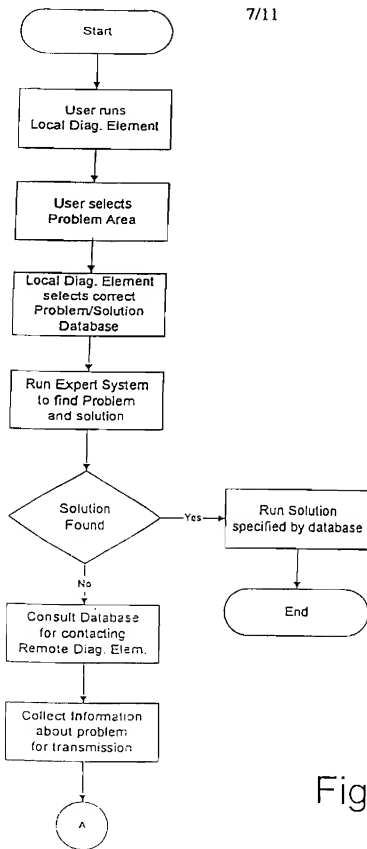 7/11
Start
User runs
Local Diag. Element
User selects
Problem Area
Local Diag. Element
selects correct
Problem/Solution
Database
Run Expert System
to find Problem
and solution
Solution
Found
Yes
Run Solution
specified by database
End
No
Consult Database
for contacting
Remote Diag. Elem.
Collect Information
about problem
for transmission
A
Fig